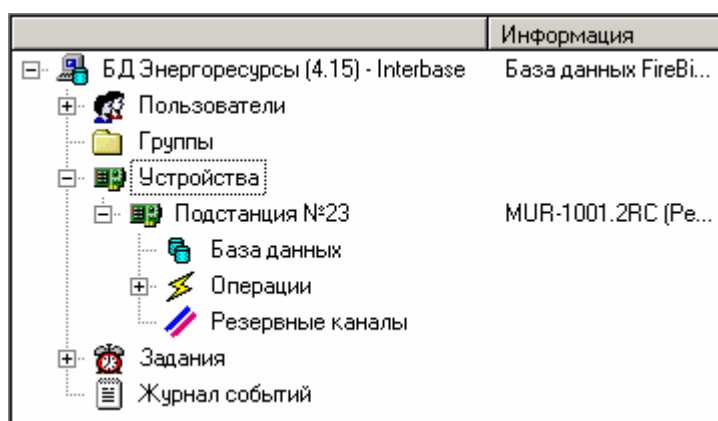 Информация
БД Энергоресурсы (4.15) - Interbase База данных FireBi...
Пользователи
Группы
Устройства
Подстанция №23 MUR-1001.2RC (Ре...
База данных
Операции
Резервные каналы
Задания
Журнал событий